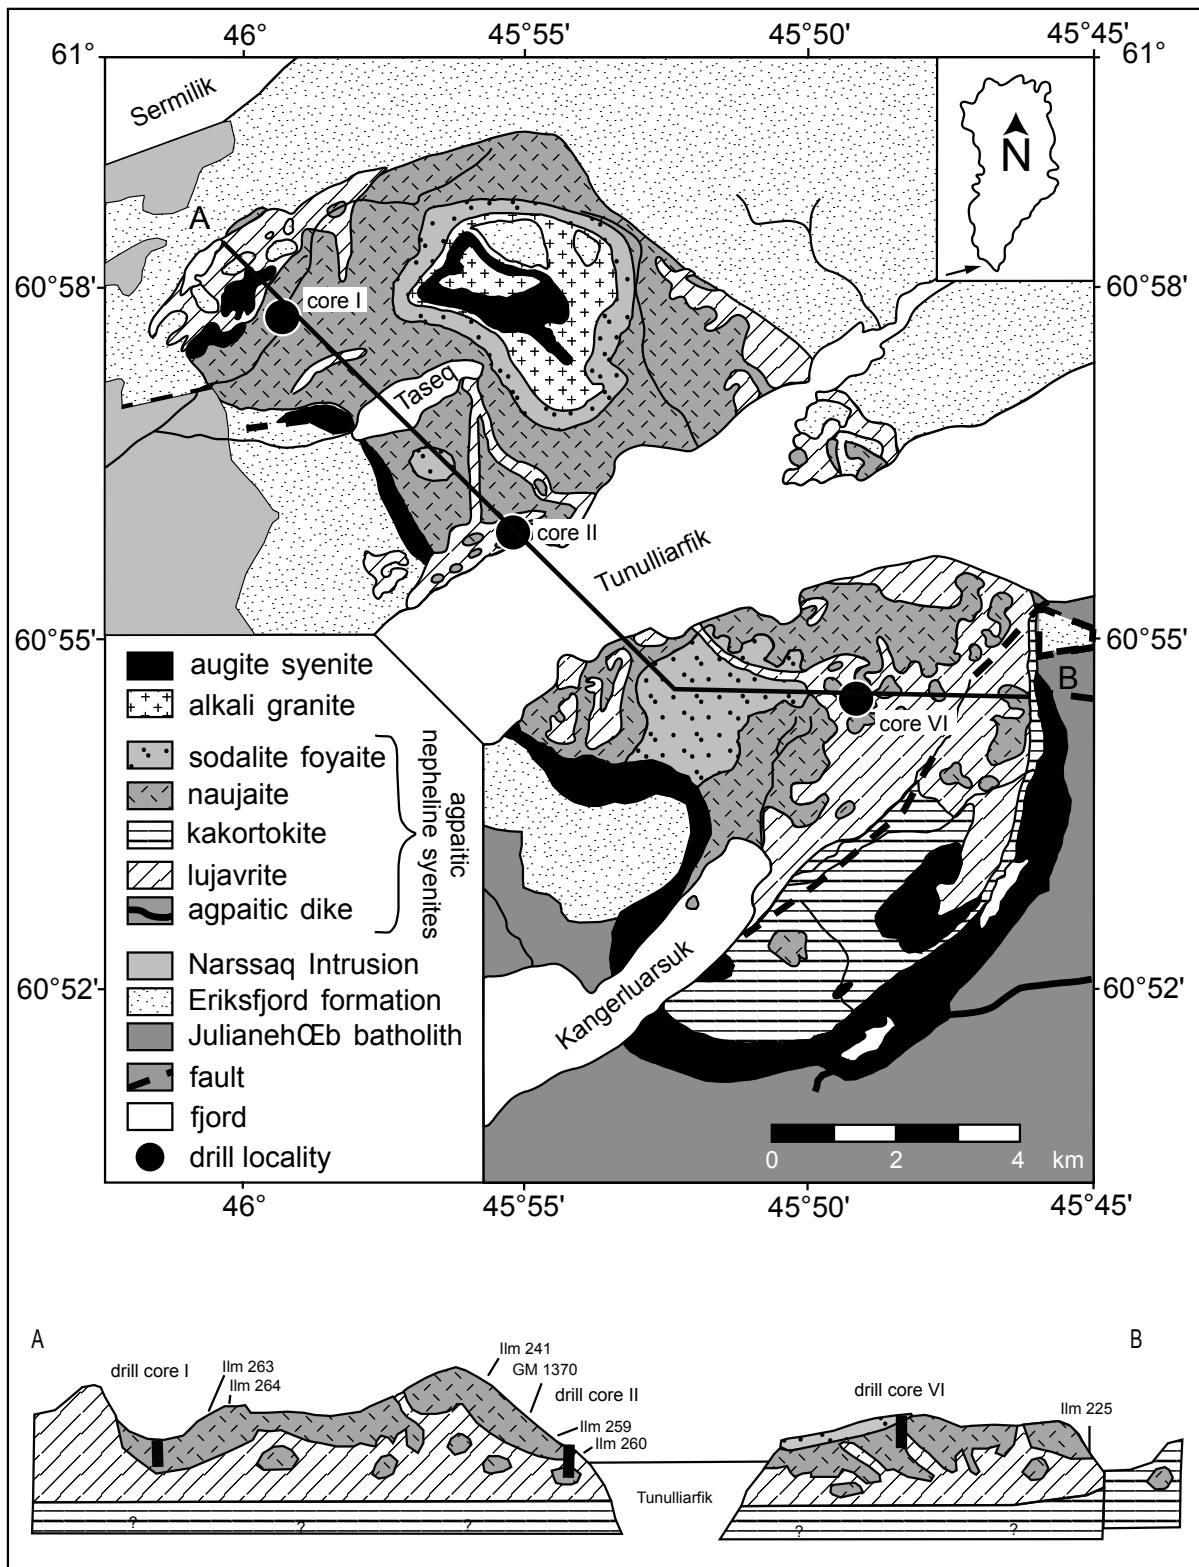 46° 45°55' 45°50' 45°45'
61° 61°
Sermilik
N
A
60°58' 60°58'
core I
Taseq
core II
Tunulliarfik
60°55' 60°55'
B
core VI
augite syenite
alkali granite
sodalite foyaite
naujaite
kakortokite
lujavrite
agpaitic dike
agpaitic
nepheline syenites
Narssaq Intrusion
Eriksfjord formation
JulianehŒb batholith
fault
fjord
drill locality
60°52' 60°52'
Kangerluarsuk
0 2 4 km
46° 45°55' 45°50' 45°45'
A B
drill core I
Ilm 263
Ilm 264
Ilm 241
GM 1370
drill core II
Ilm 259
Ilm 260
drill core VI
Ilm 225
Tunulliarfik
? ? ? ? ?